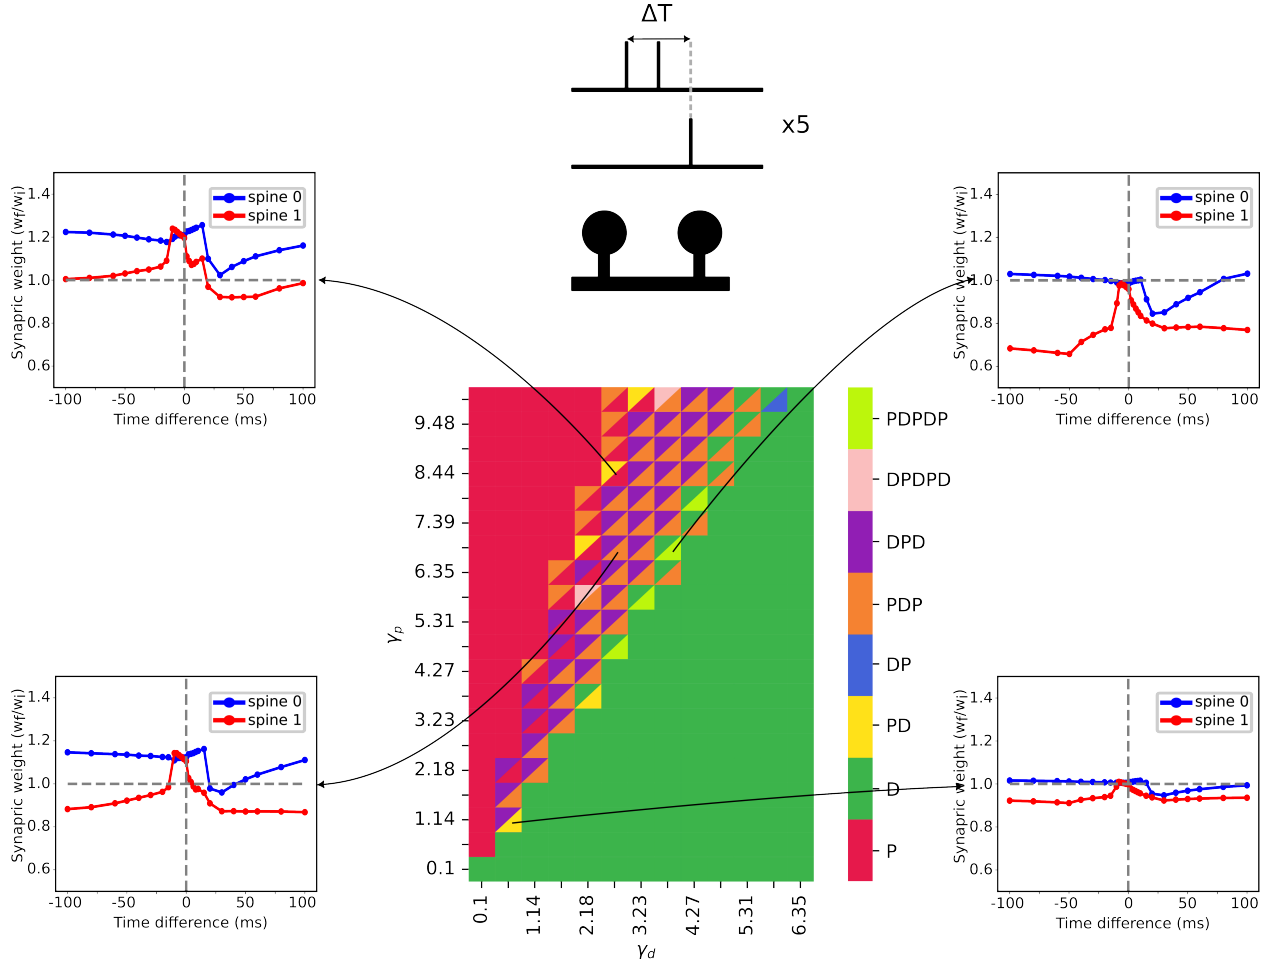 ΔT
x5
Synapric weight (wf/wi)
1.4
1.2
1.0
0.8
0.6
spine 0
spine 1
-100
-50
0
50
100
Time difference (ms)
Synapric weight (wf/wi)
1.4
1.2
1.0
0.8
0.6
spine 0
spine 1
-100
-50
0
50
100
Time difference (ms)
γp
9.48
8.44
7.39
6.35
5.31
4.27
3.23
2.18
1.14
0.1
0.1
1.14
2.18
3.23
4.27
5.31
6.35
γd
PDPDP
DPDPD
DPD
PDP
DP
PD
D
P
Synapric weight (wf/wi)
1.4
1.2
1.0
0.8
0.6
spine 0
spine 1
-100
-50
0
50
100
Time difference (ms)
Synapric weight (wf/wi)
1.4
1.2
1.0
0.8
0.6
spine 0
spine 1
-100
-50
0
50
100
Time difference (ms)